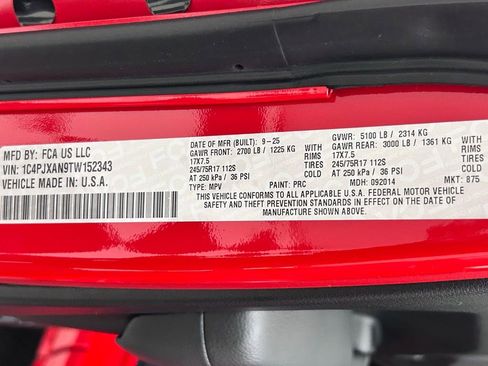 MFD BY: FCA US LLC
VIN: 1C4PJXAN9TW152343
VEHICLE MADE IN: U.S.A.
DATE OF MFR (BUILT): 9-25
GAWR FRONT: 2700 LB / 1225 KG
17X7.5 RIMS
245/75R17 112S TIRES
AT 250 kPa / 36 PSI COLD
TYPE: MPV PAINT: PRC
GVWR: 5100 LB / 2314 KG
GAWR REAR: 3000 LB / 1361 KG
17X7.5 RIMS
245/75R17 112S TIRES
AT 250 kPa / 36 PSI COLD
MDH: 092014 MKT: 875
THIS VEHICLE CONFORMS TO ALL APPLICABLE U.S.A. FEDERAL MOTOR VEHICLE
SAFETY AND THEFT PREVENTION STANDARDS IN EFFECT ON THE DATE OF
MANUFACTURE SHOWN ABOVE.